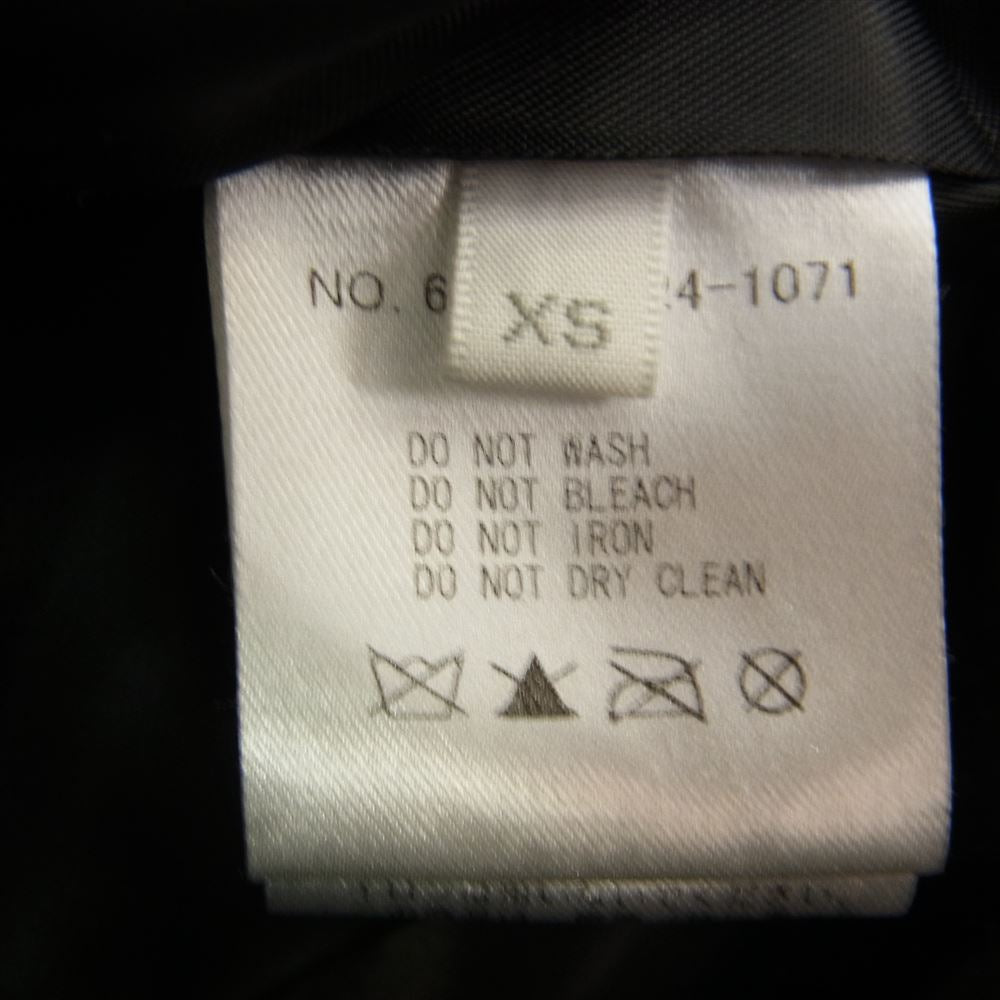 NO. 6 24-1071
XS
DO NOT WASH
DO NOT BLEACH
DO NOT IRON
DO NOT DRY CLEAN